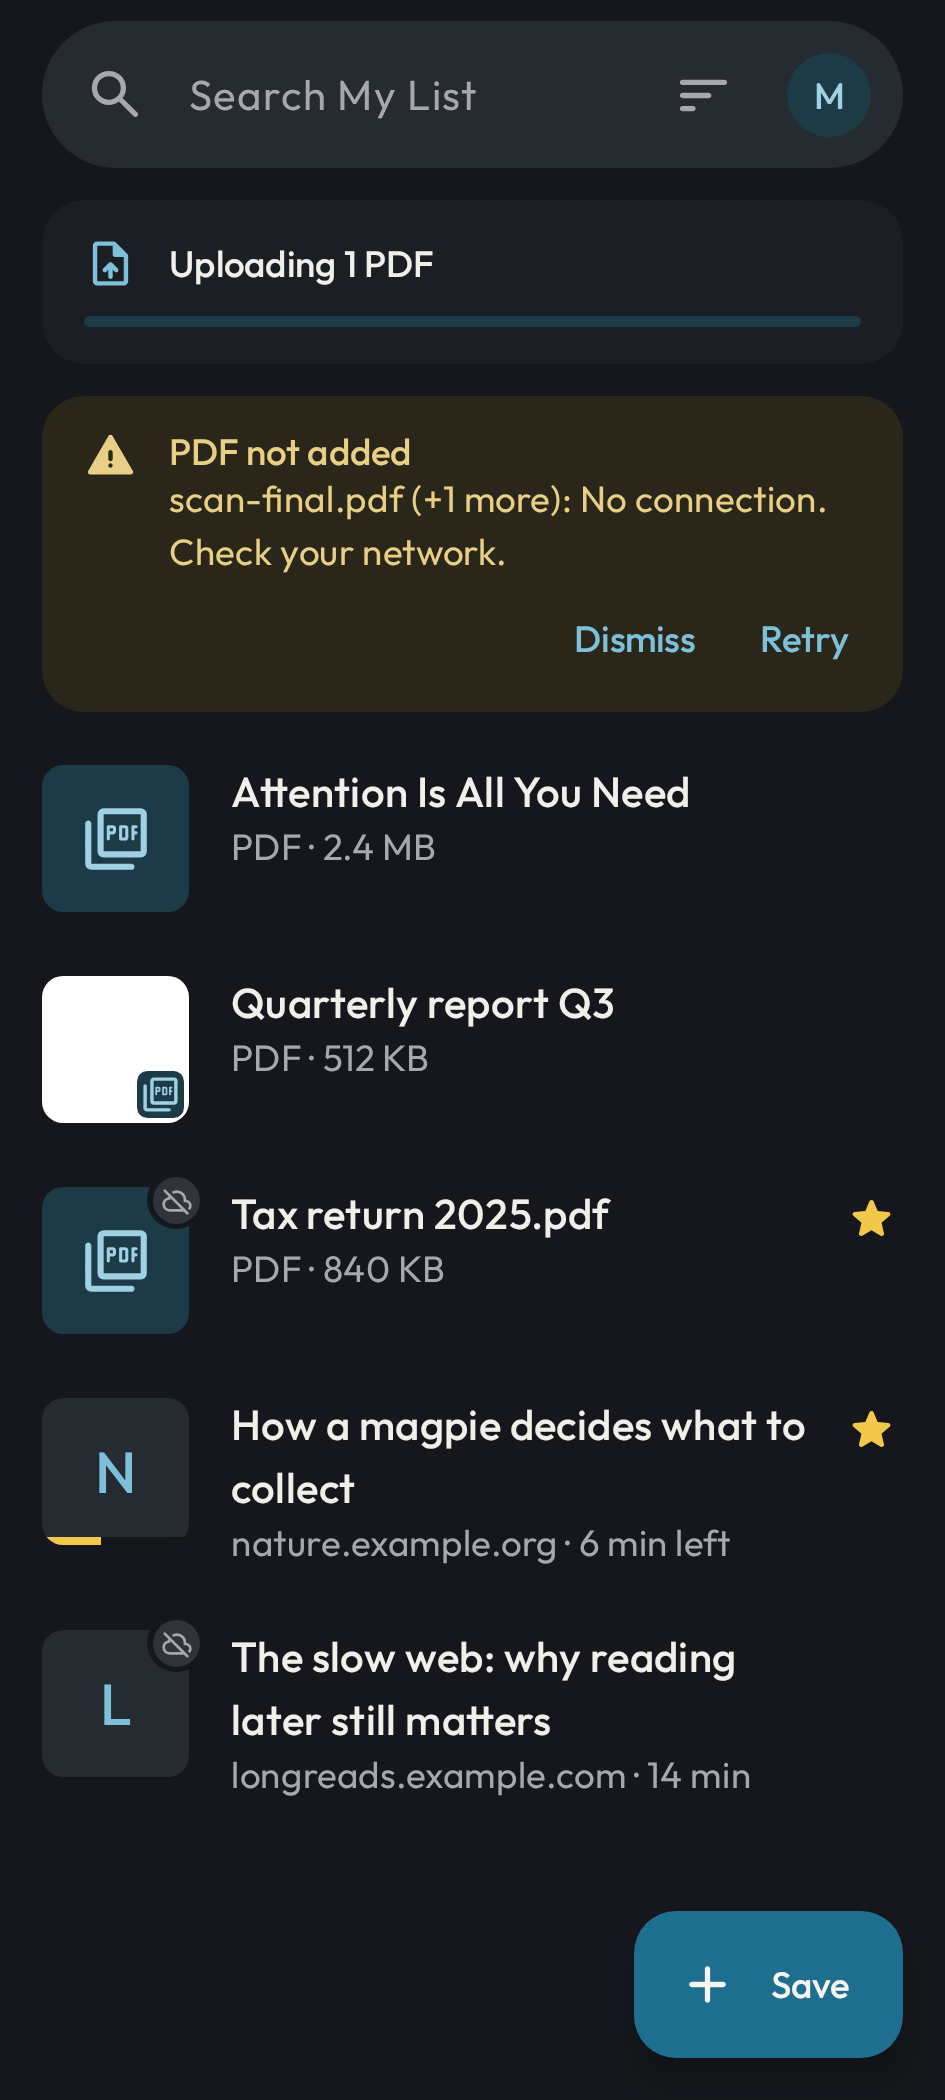 Search My List
M
Uploading 1 PDF
PDF not added
scan-final.pdf (+1 more): No connection.
Check your network.
Dismiss Retry
PDF
Attention Is All You Need
PDF · 2.4 MB
Quarterly report Q3
PDF · 512 KB
PDF
Tax return 2025.pdf
PDF
PDF · 840 KB
How a magpie decides what to
N
collect
nature.example.org · 6 min left
The slow web: why reading
L
later still matters
longreads.example.com · 14 min
Save